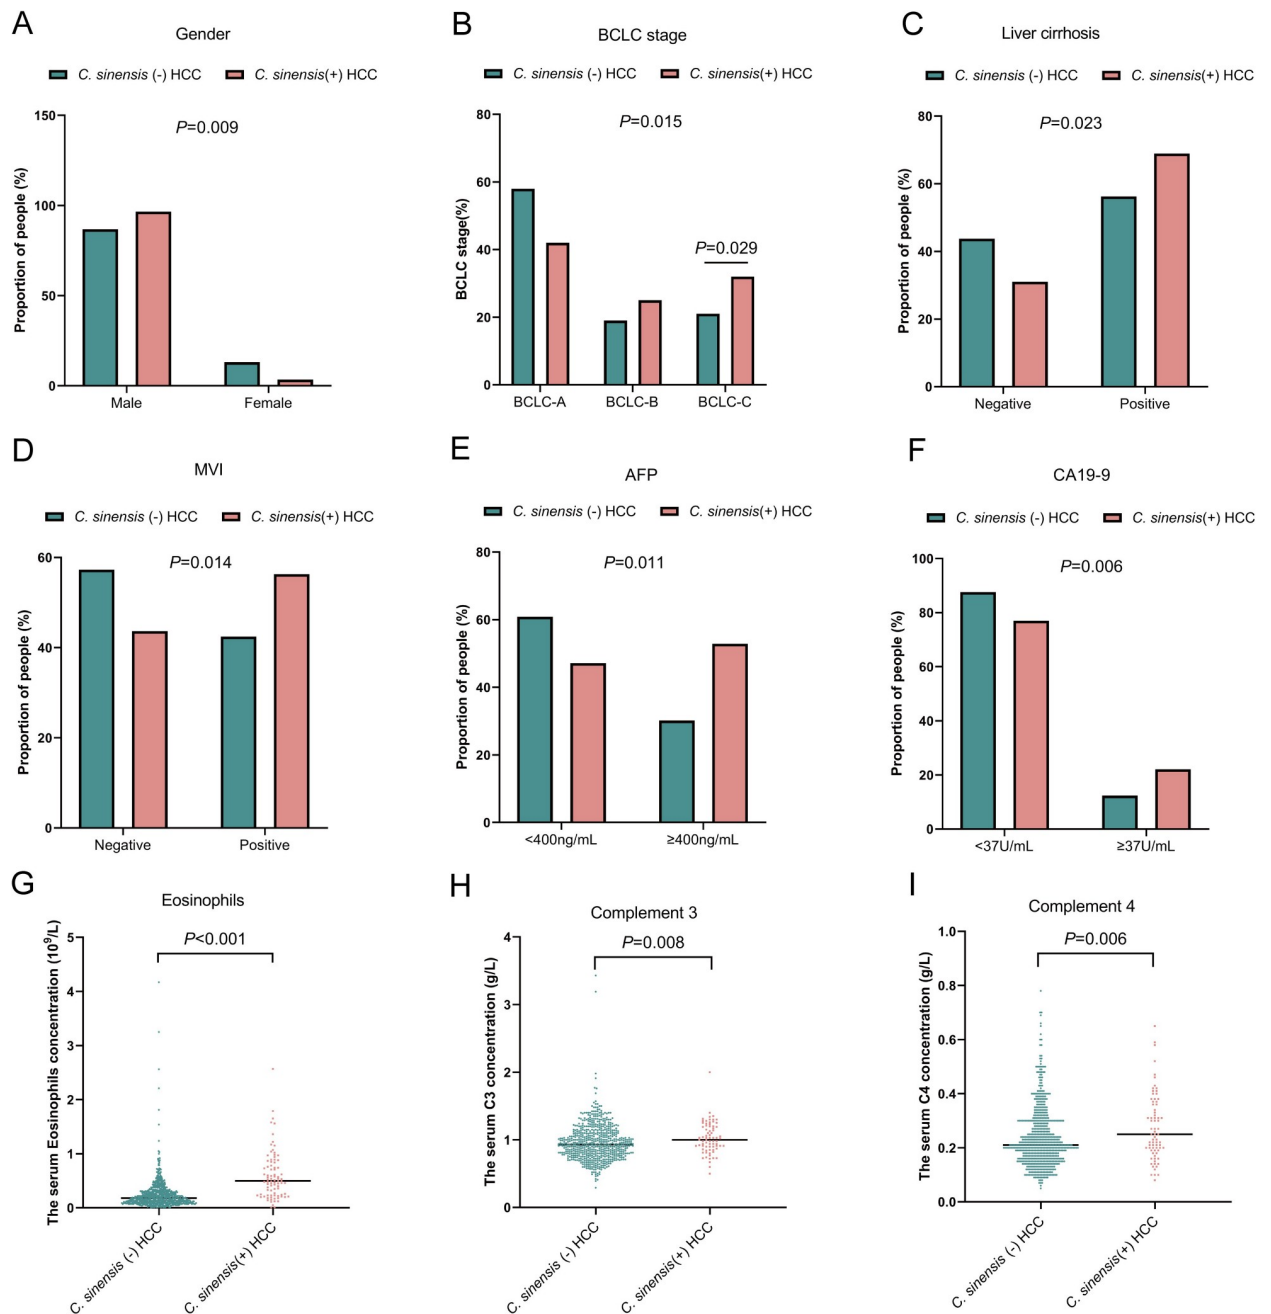 A
Gender
C. sinensis (-) HCC
C. sinensis(+) HCC
P=0.009
Proportion of people (%)
150
100
50
0
Male
Female
B
BCLC stage
C. sinensis (-) HCC
C. sinensis(+) HCC
P=0.015
P=0.029
BCLC stage(%)
80
60
40
20
0
BCLC-A
BCLC-B
BCLC-C
C
Liver cirrhosis
C. sinensis (-) HCC
C. sinensis(+) HCC
P=0.023
Proportion of people (%)
80
60
40
20
0
Negative
Positive
D
MVI
C. sinensis (-) HCC
C. sinensis(+) HCC
P=0.014
Proportion of people (%)
60
40
20
0
Negative
Positive
E
AFP
C. sinensis (-) HCC
C. sinensis(+) HCC
P=0.011
Proportion of people (%)
80
60
40
20
0
<400ng/mL
≥400ng/mL
F
CA19-9
C. sinensis (-) HCC
C. sinensis(+) HCC
P=0.006
Proportion of people (%)
100
80
60
40
20
0
<37U/mL
≥37U/mL
G
Eosinophils
P<0.001
The serum Eosinophils concentration (10⁹/L)
5
4
3
2
1
0
C. sinensis (-) HCC
C. sinensis(+) HCC
H
Complement 3
P=0.008
The serum C3 concentration (g/L)
4
3
2
1
0
C. sinensis (-) HCC
C. sinensis(+) HCC
I
Complement 4
P=0.006
The serum C4 concentration (g/L)
1.0
0.8
0.6
0.4
0.2
0.0
C. sinensis (-) HCC
C. sinensis(+) HCC